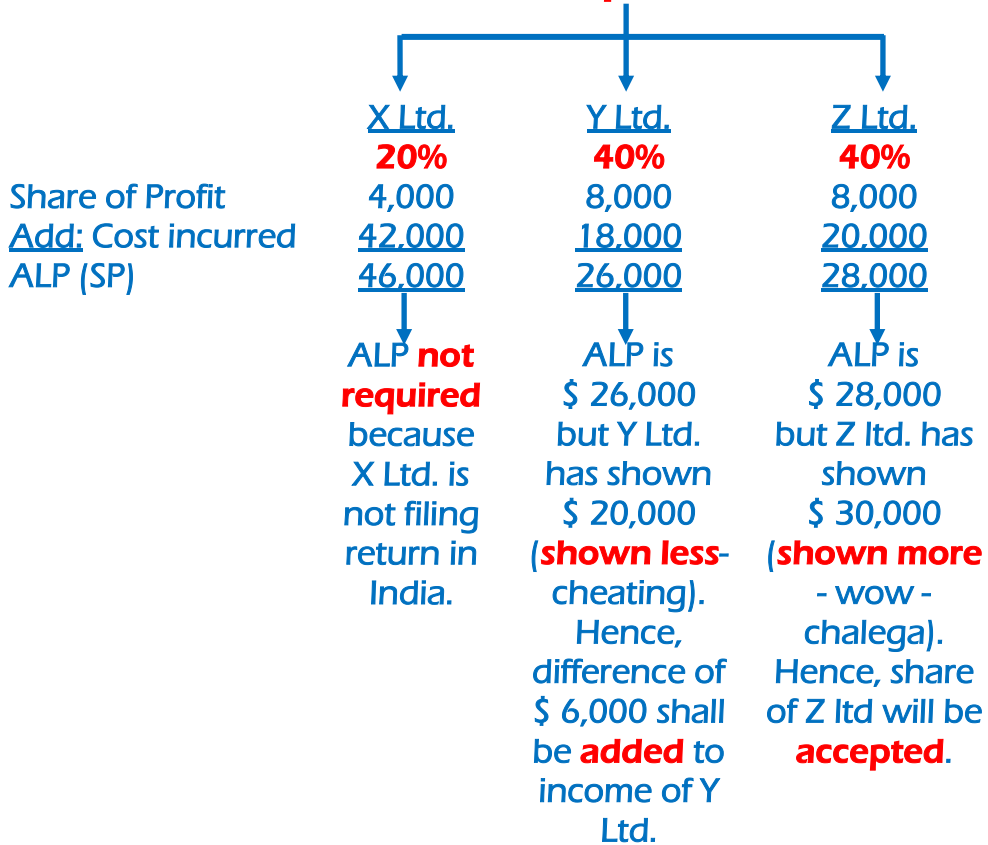 X Ltd. Y Ltd. Z Ltd.
20% 40% 40%
Share of Profit 4,000 8,000 8,000
Add: Cost incurred 42,000 18,000 20,000
ALP (SP) 46,000 26,000 28,000
ALP not
required
because
X Ltd. is
not filing
return in
India.
ALP is
$ 26,000
but Y Ltd.
has shown
$ 20,000
(shown less-
cheating).
Hence,
difference of
$ 6,000 shall
be added to
income of Y
Ltd.
ALP is
$ 28,000
but Z ltd. has
shown
$ 30,000
(shown more
- wow -
chalega).
Hence, share
of Z ltd will be
accepted.